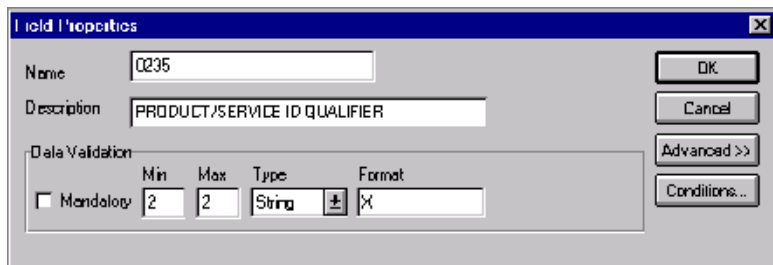 Field Properties
Name 0235
OK
Description PRODUCT/SERVICE ID QUALIFIER
Cancel
Data Validation
Advanced >>
Min Max Type Format
Mandatory 2 2 String X
Conditions...